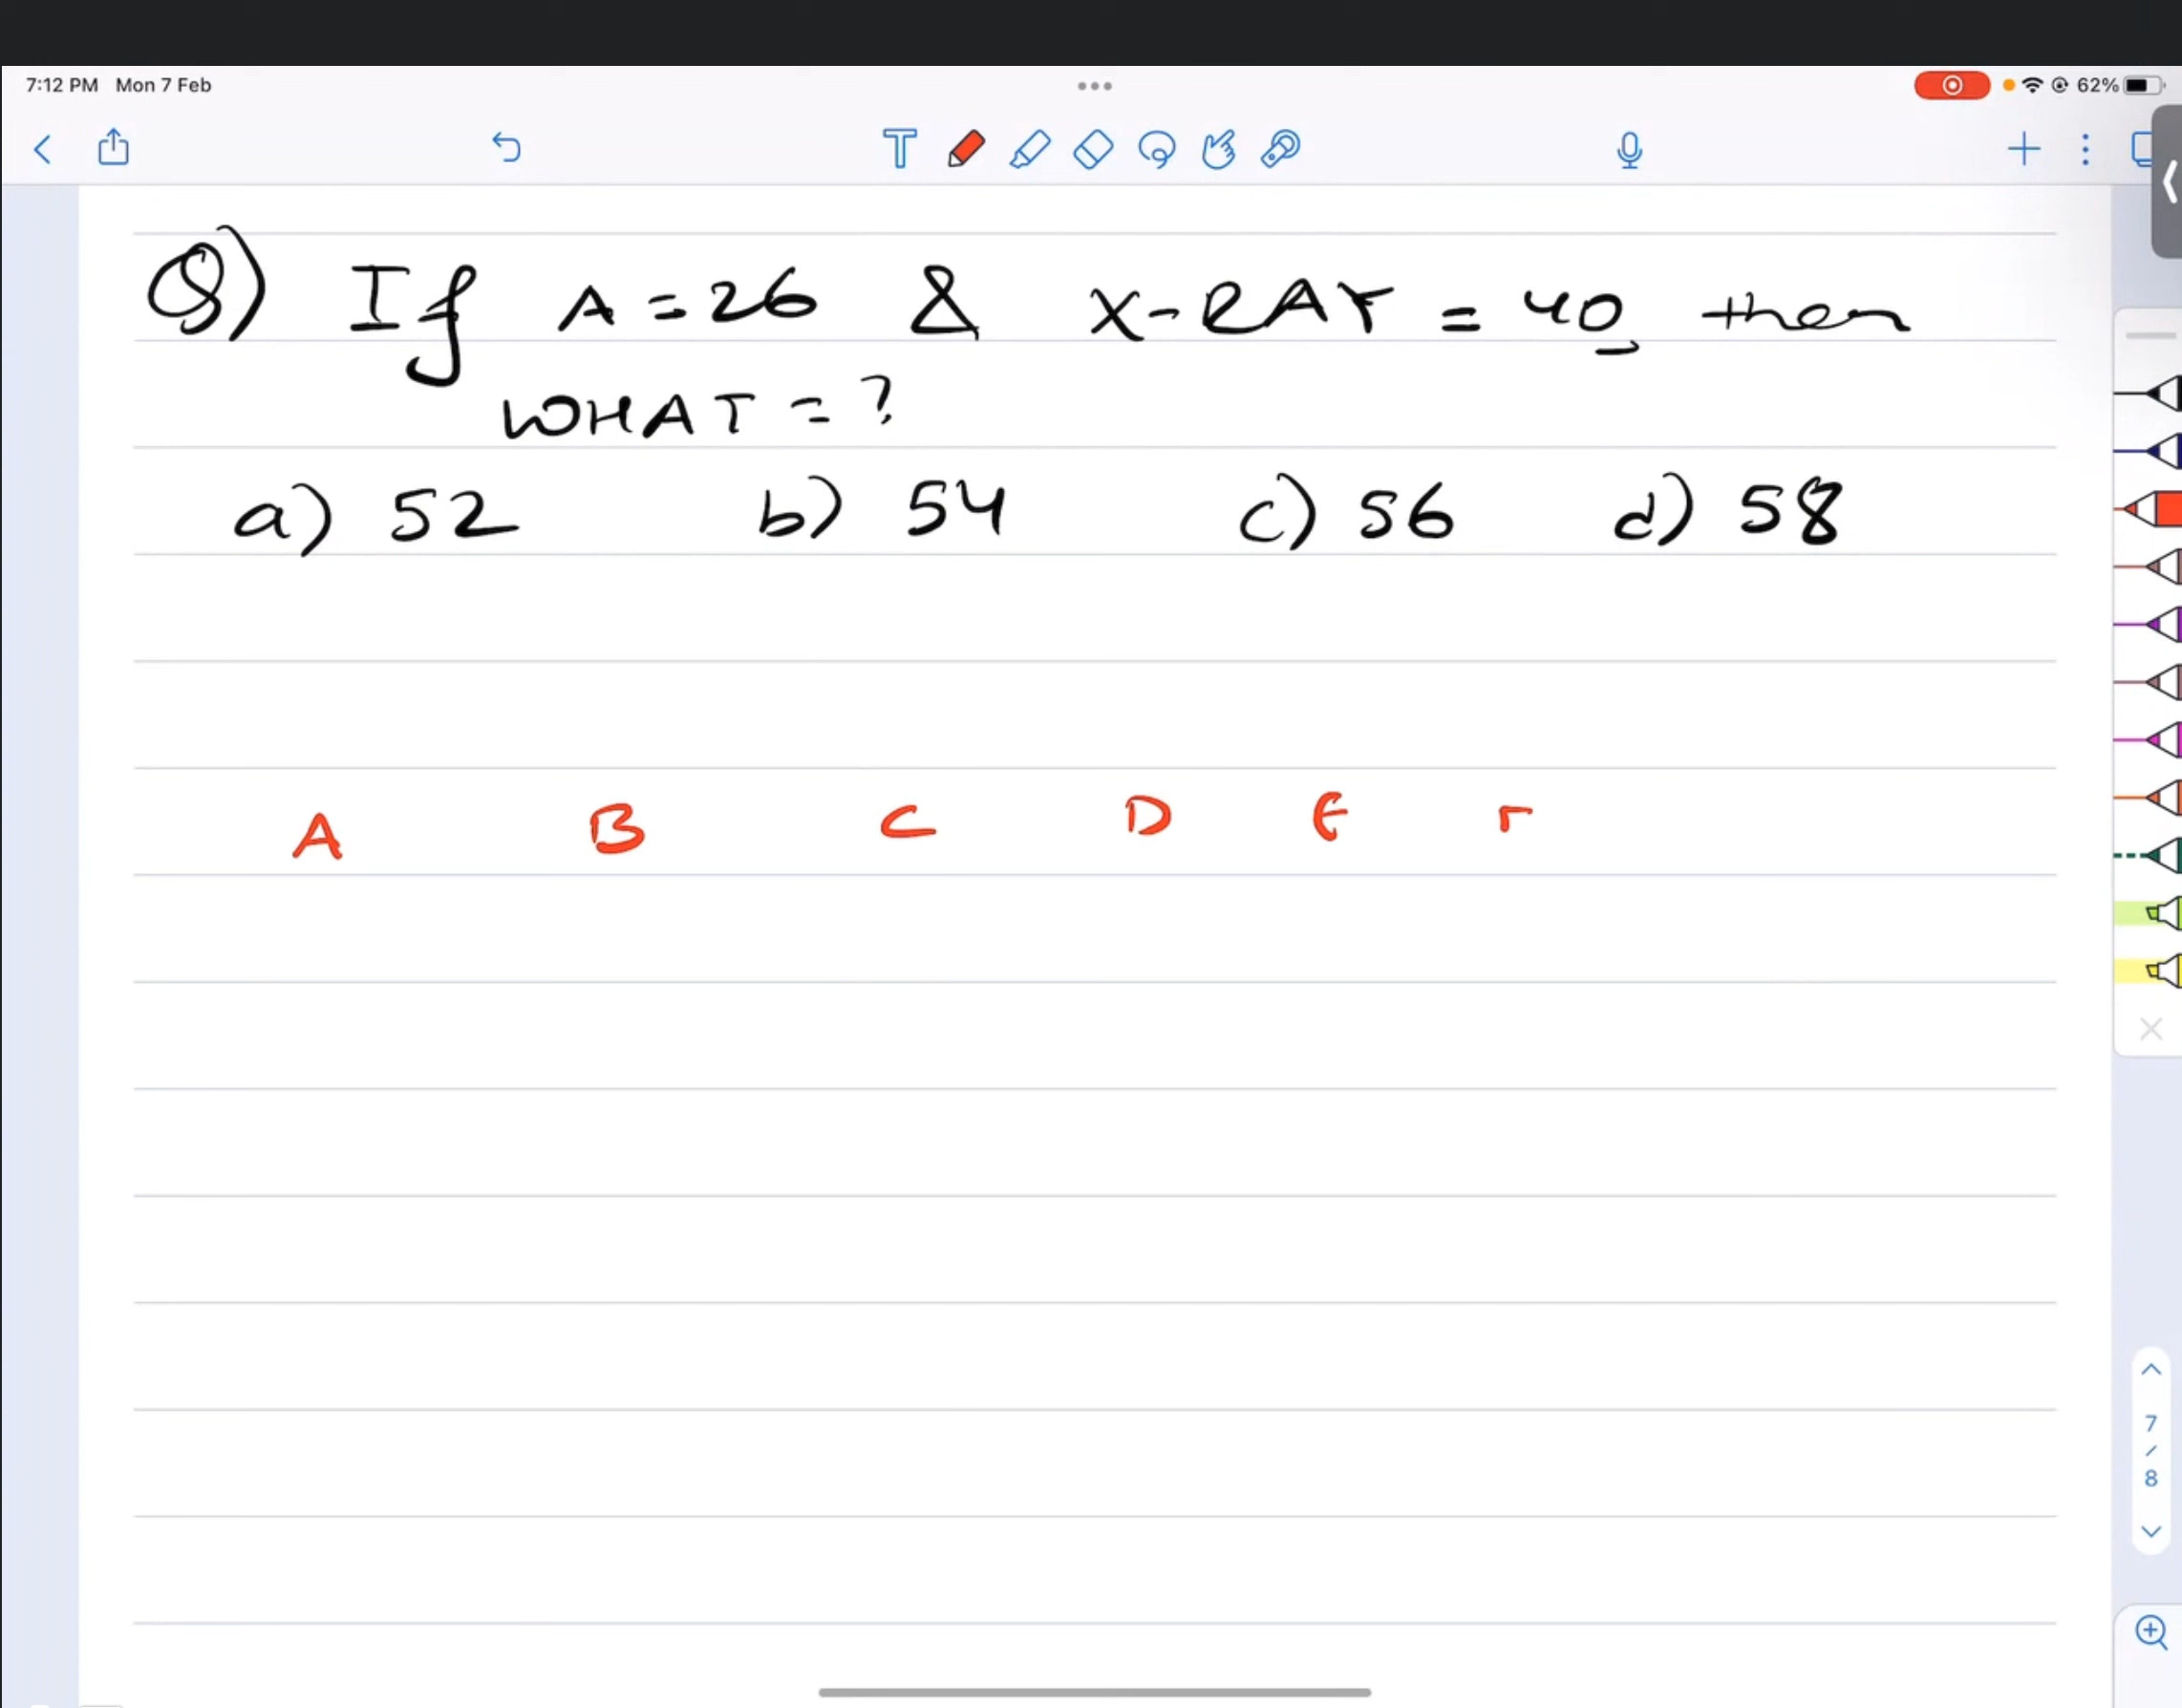 7:12 PM Mon 7 Feb
62%
Q) If A = 26 & X-RAY = 40 then
WHAT = ?
a) 52 b) 54 c) 56 d) 58
A B C D E
7
/
8